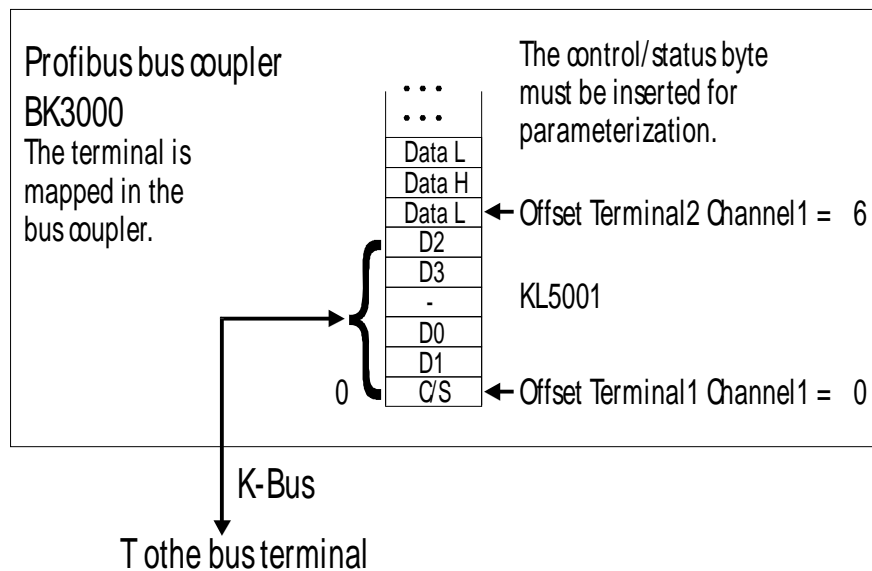 Profibus bus coupler
BK3000
The terminal is
mapped in the
bus coupler.
The control/status byte
must be inserted for
parameterization.
...
...
Data L
Data H
Data L
Offset Terminal2 Channel1 = 6
D2
D3
-
KL5001
D0
D1
0
C/S
Offset Terminal1 Channel1 = 0
K-Bus
T othe bus terminal